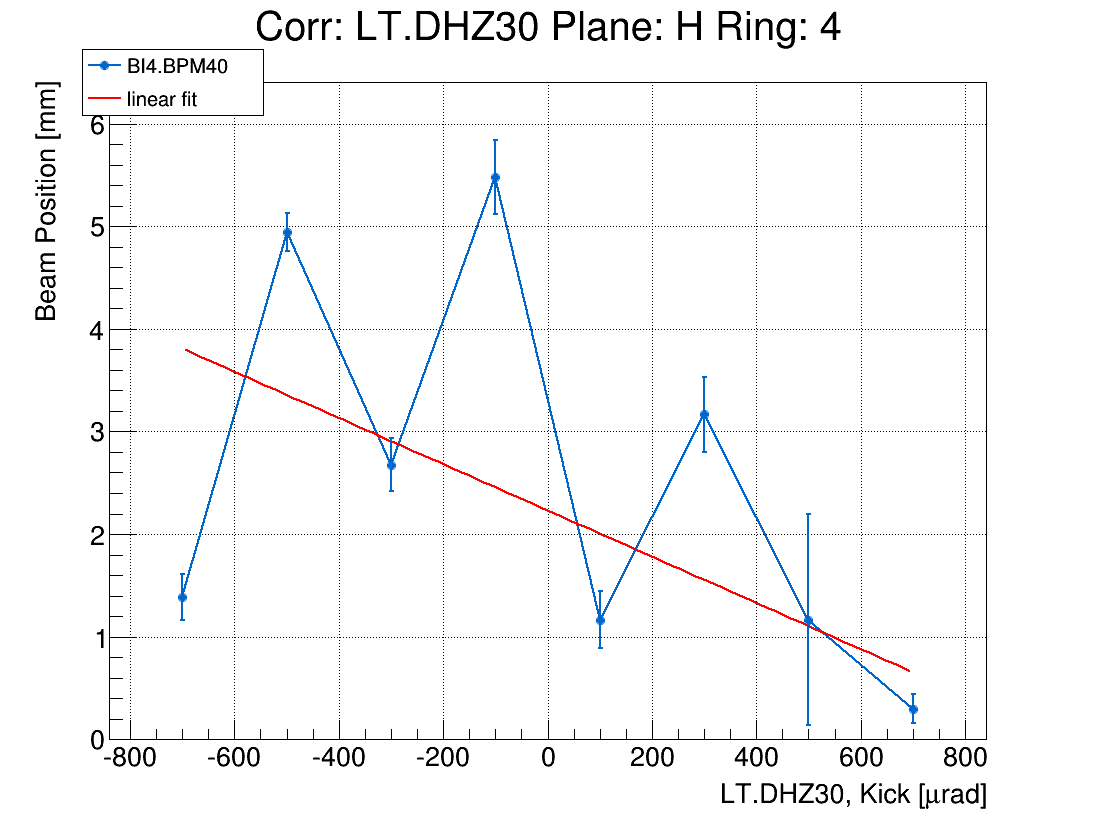 Corr: LT.DHZ30 Plane: H Ring: 4
BI4.BPM40
linear fit
Beam Position [mm]
6
5
4
3
2
1
0
-800 -600 -400 -200 0 200 400 600 800
LT.DHZ30, Kick [μrad]